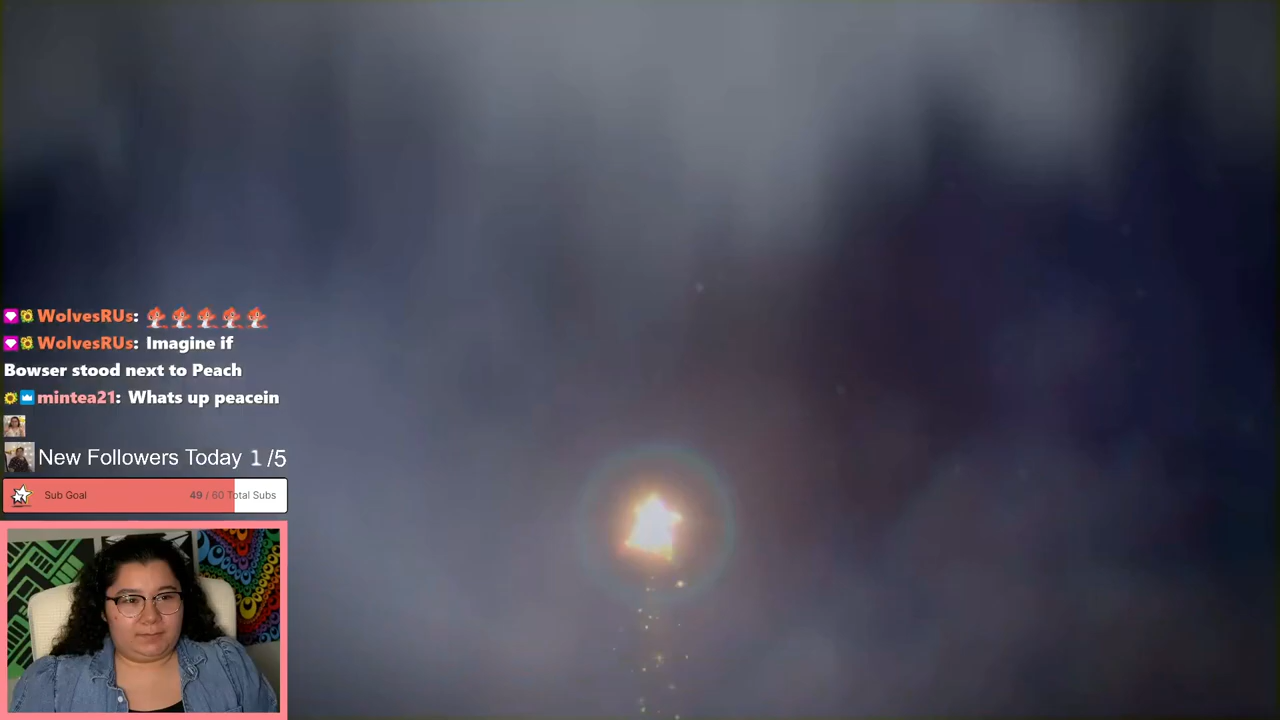 WolvesRUs:
WolvesRUs: Imagine if
Bowser stood next to Peach
mintea21: Whats up peacein
New Followers Today 1 /5
Sub Goal 49 / 60 Total Subs